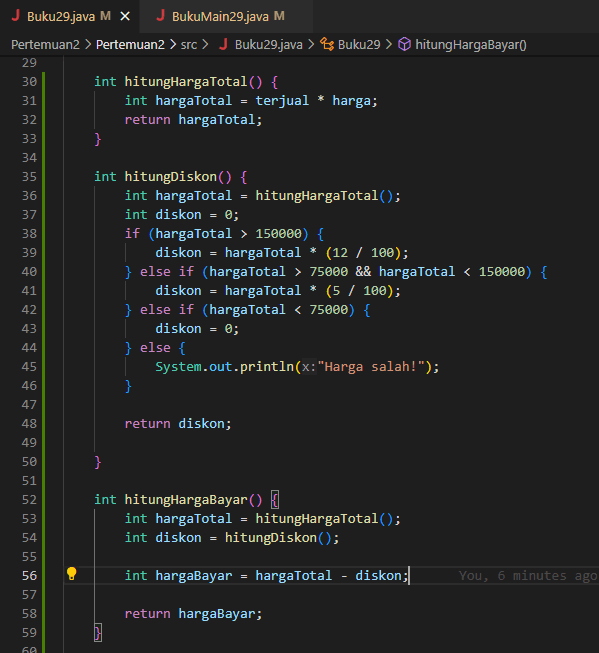 Buku29.java M × BukuMain29.java M
Pertemuan2 > Pertemuan2 > src > Buku29.java > Buku29 > hitungHargaBayar()
29
30 int hitungHargaTotal() {
31 int hargaTotal = terjual * harga;
32 return hargaTotal;
33 }
34
35 int hitungDiskon() {
36 int hargaTotal = hitungHargaTotal();
37 int diskon = 0;
38 if (hargaTotal > 150000) {
39 diskon = hargaTotal * (12 / 100);
40 } else if (hargaTotal > 75000 && hargaTotal < 150000) {
41 diskon = hargaTotal * (5 / 100);
42 } else if (hargaTotal < 75000) {
43 diskon = 0;
44 } else {
45 System.out.println(x:"Harga salah!");
46 }
47
48 return diskon;
49
50 }
51
52 int hitungHargaBayar() {
53 int hargaTotal = hitungHargaTotal();
54 int diskon = hitungDiskon();
55
56 int hargaBayar = hargaTotal - diskon; You, 6 minutes ago
57
58 return hargaBayar;
59 }
60